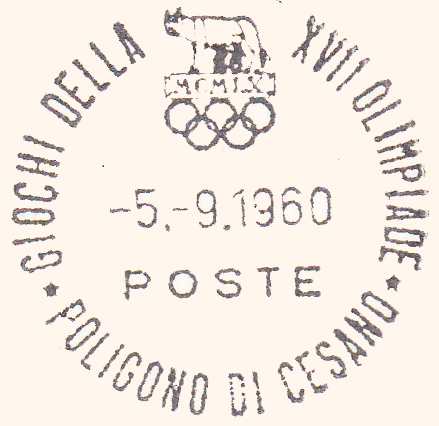 GIOCHI DELLA XVII OLIMPIADE
MCMLX
-5.-9.1960
POSTE
* POLIGONO DI CESANO *